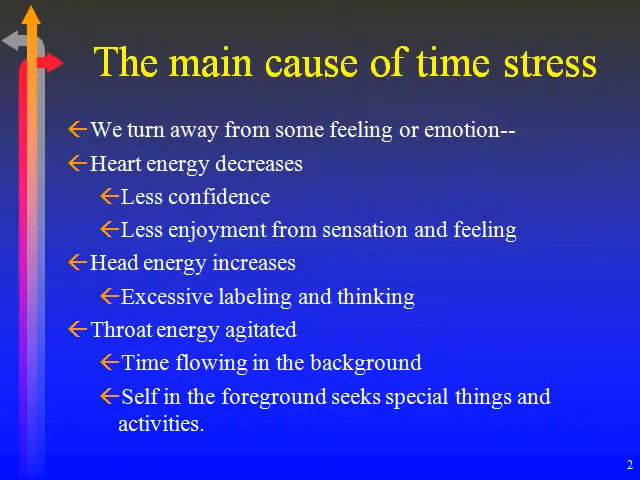 The main cause of time stress
We turn away from some feeling or emotion--
Heart energy decreases
Less confidence
Less enjoyment from sensation and feeling
Head energy increases
Excessive labeling and thinking
Throat energy agitated
Time flowing in the background
Self in the foreground seeks special things and
activities.
2